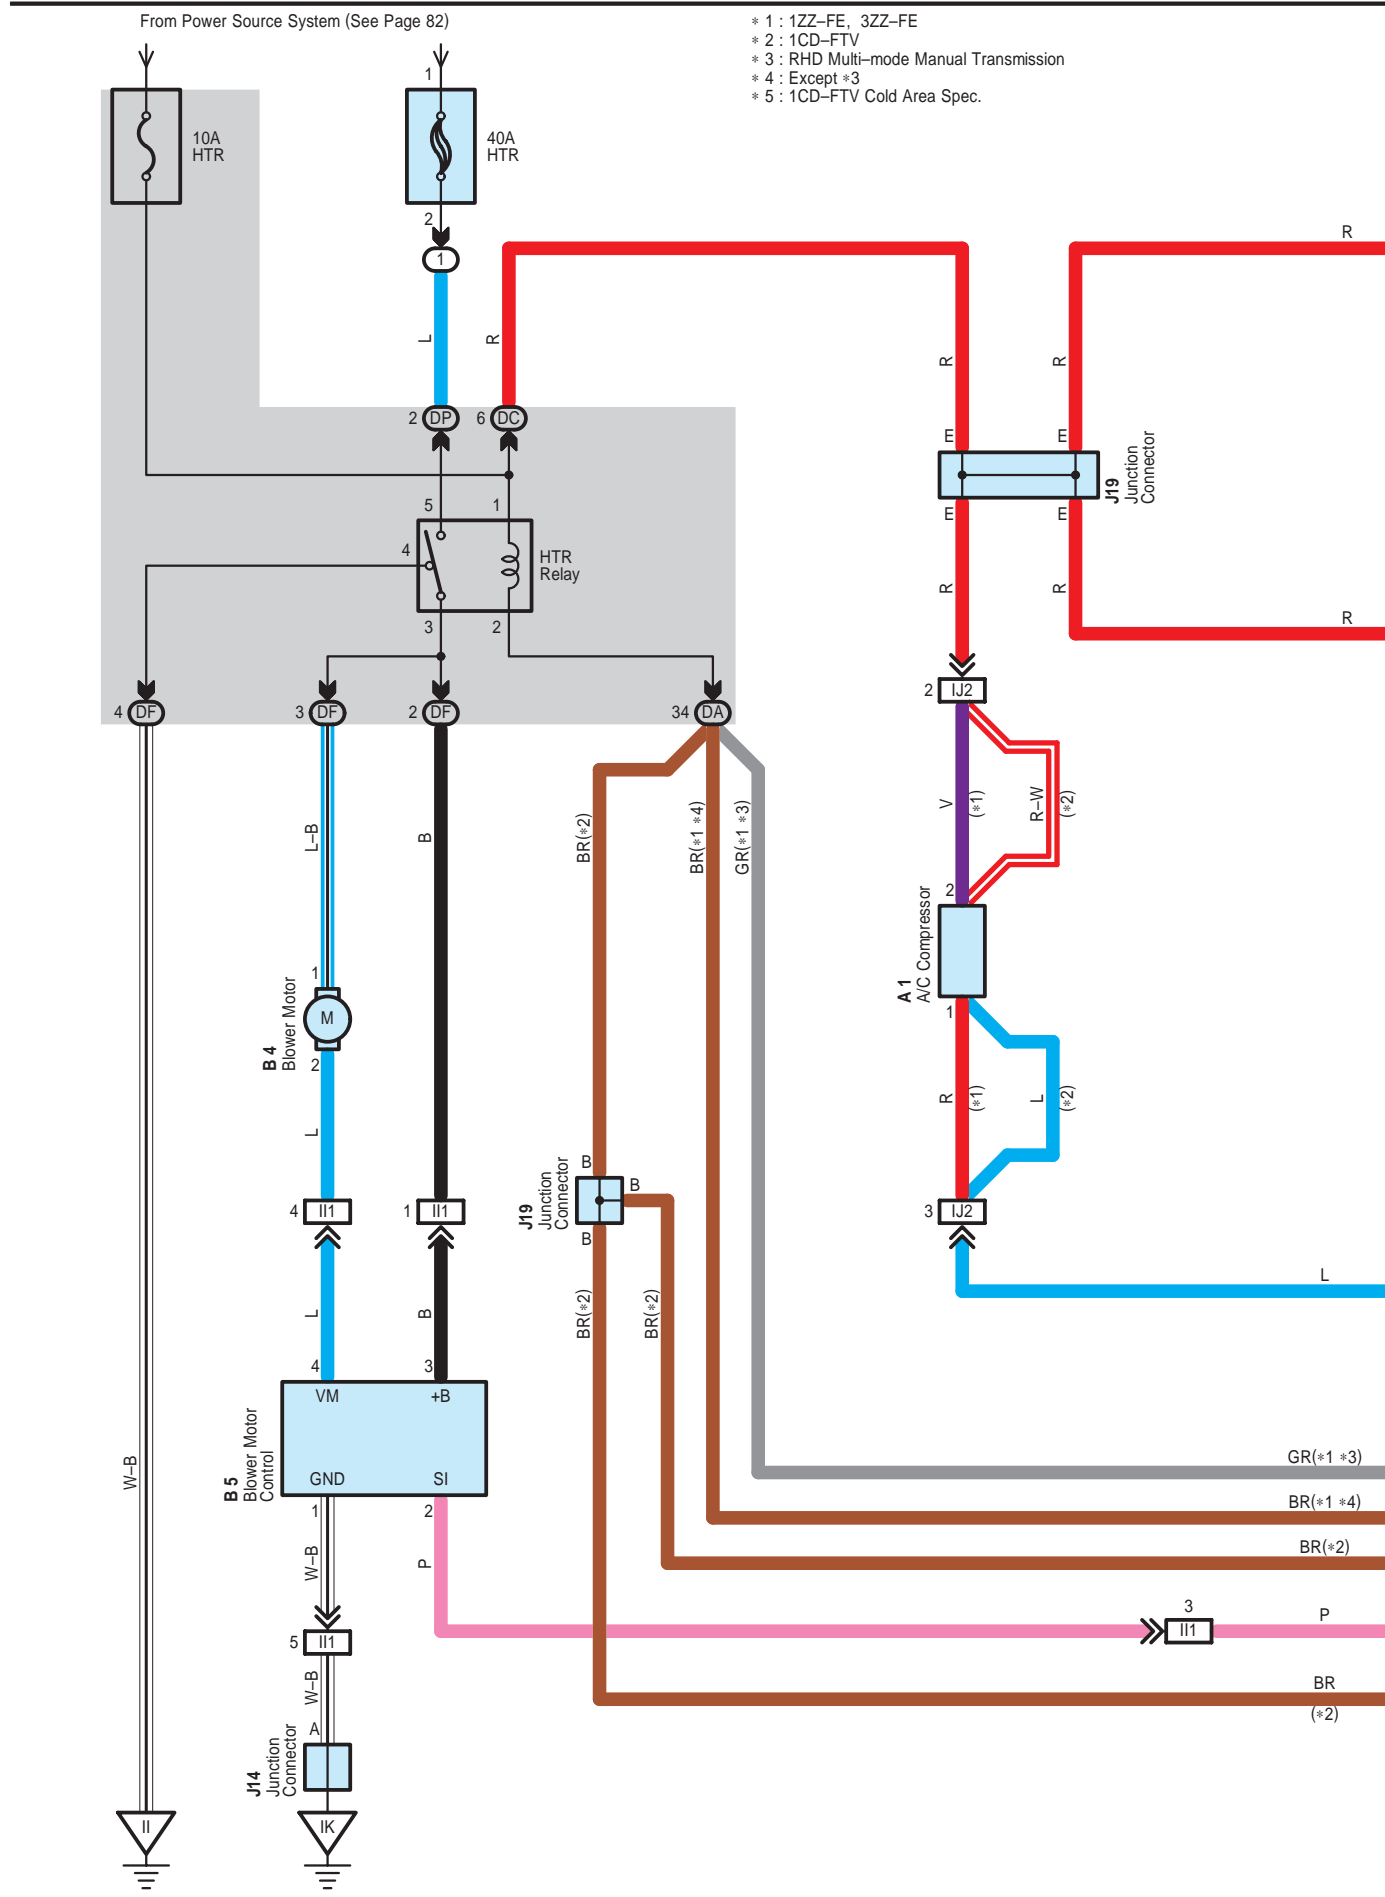 From Power Source System (See Page 82)
∗ 1 : 1ZZ–FE, 3ZZ–FE
∗ 2 : 1CD–FTV
∗ 3 : RHD Multi–mode Manual Transmission
∗ 4 : Except ∗3
∗ 5 : 1CD–FTV Cold Area Spec.
1
10A
HTR
40A
HTR
2
1
R
L
R
R
R
2
DP
6
DC
E
E
J19
Junction
Connector
5
1
E
E
4
HTR
Relay
R
R
3
2
R
2
IJ2
4
DF
3
DF
2
DF
34
DA
L–B
B
BR(∗2)
BR(∗1 ∗4)
GR(∗1 ∗3)
V
(∗1)
R–W
(∗2)
2
A 1
A/C Compressor
1
1
B 4
Blower Motor
M
2
R
(∗1)
L
(∗2)
L
B
B
J19
Junction
Connector
B
4
II1
1
II1
3
IJ2
L
L
B
BR(∗2)
BR(∗2)
4
3
VM
+B
B 5
Blower Motor
Control
GND
SI
GR(∗1 ∗3)
W–B
1
2
BR(∗1 ∗4)
BR(∗2)
W–B
P
3
II1
P
5
II1
W–B
BR
(∗2)
A
J14
Junction
Connector
II
IK